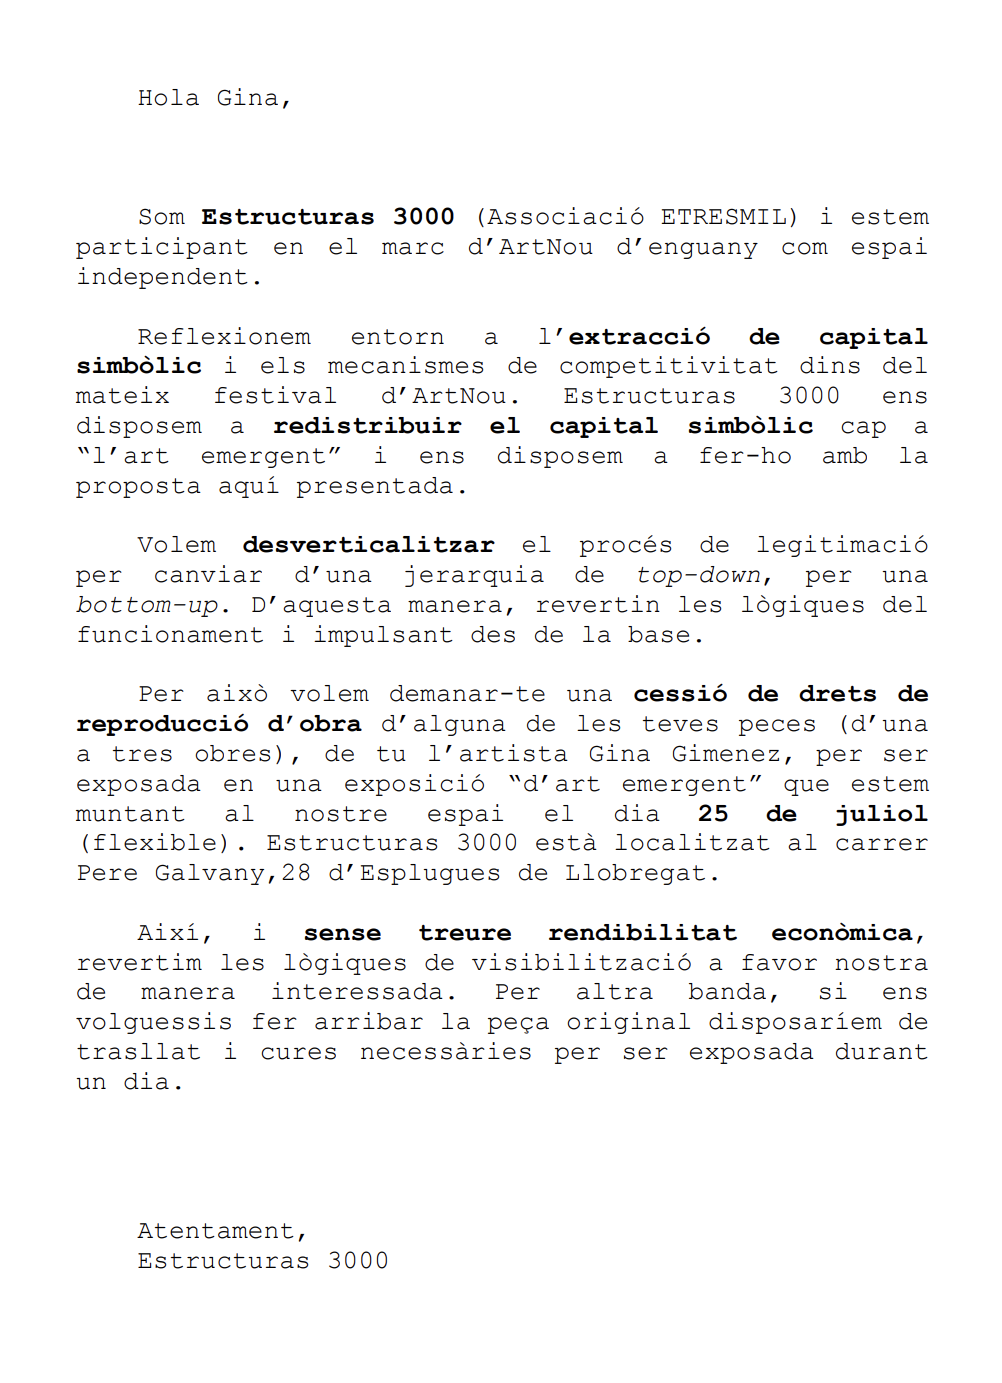 Hola Gina,
Som Estructuras 3000 (Associació ETRESMIL) i estem
participant en el marc d’ArtNou d’enguany com espai
independent.
Reflexionem entorn a l’extracció de capital
simbòlic i els mecanismes de competitivitat dins del
mateix festival d’ArtNou. Estructuras 3000 ens
disposem a redistribuir el capital simbòlic cap a
“l’art emergent” i ens disposem a fer-ho amb la
proposta aquí presentada.
Volem desverticalitzar el procés de legitimació
per canviar d’una jerarquia de top-down, per una
bottom-up. D’aquesta manera, revertin les lògiques del
funcionament i impulsant des de la base.
Per això volem demanar-te una cessió de drets de
reproducció d’obra d’alguna de les teves peces (d’una
a tres obres), de tu l’artista Gina Gimenez, per ser
exposada en una exposició “d’art emergent” que estem
muntant al nostre espai el dia 25 de juliol
(flexible). Estructuras 3000 està localitzat al carrer
Pere Galvany,28 d’Esplugues de Llobregat.
Així, i sense treure rendibilitat econòmica,
revertim les lògiques de visibilització a favor nostra
de manera interessada. Per altra banda, si ens
volguessis fer arribar la peça original disposaríem de
trasllat i cures necessàries per ser exposada durant
un dia.
Atentament,
Estructuras 3000